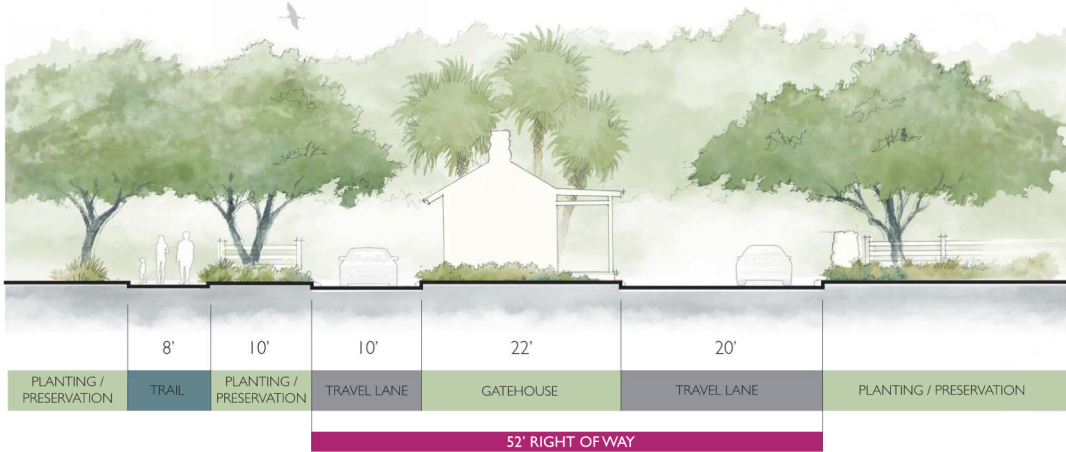 8’
10’
10’
22’
20’
PLANTING /
PRESERVATION
TRAIL
PLANTING /
PRESERVATION
TRAVEL LANE
GATEHOUSE
TRAVEL LANE
PLANTING / PRESERVATION
52’ RIGHT OF WAY